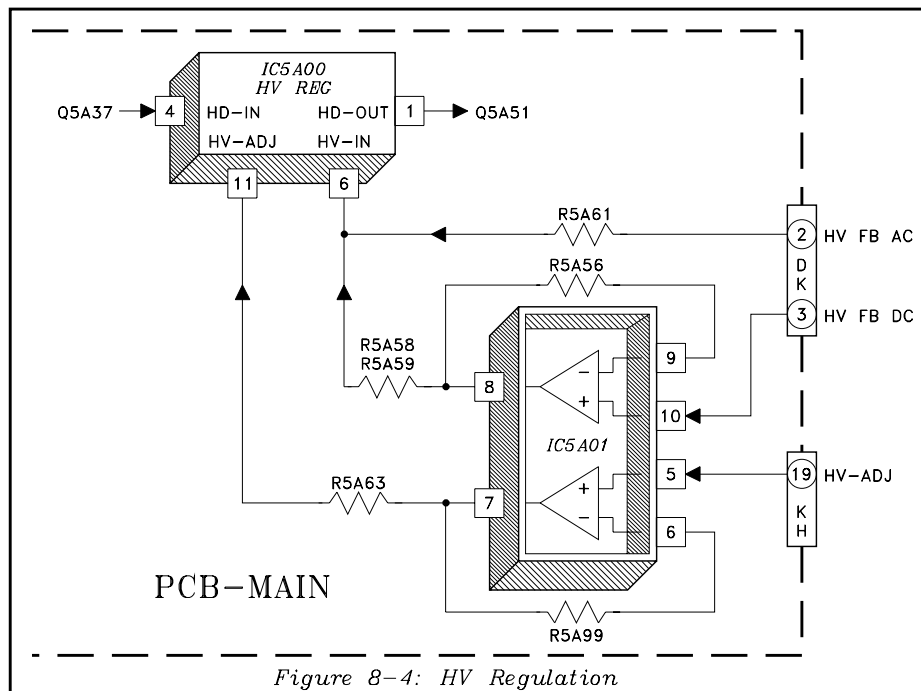 IC5A00
HV REG
Q5A37
4
HD-IN
HD-OUT
1
Q5A51
HV-ADJ
HV-IN
11
6
R5A61
2
HV FB AC
DK
R5A56
3
HV FB DC
R5A58
R5A59
9
8
-
+
10
IC5A01
R5A63
7
+
-
5
19
HV-ADJ
KH
6
R5A99
PCB-MAIN
Figure 8-4: HV Regulation